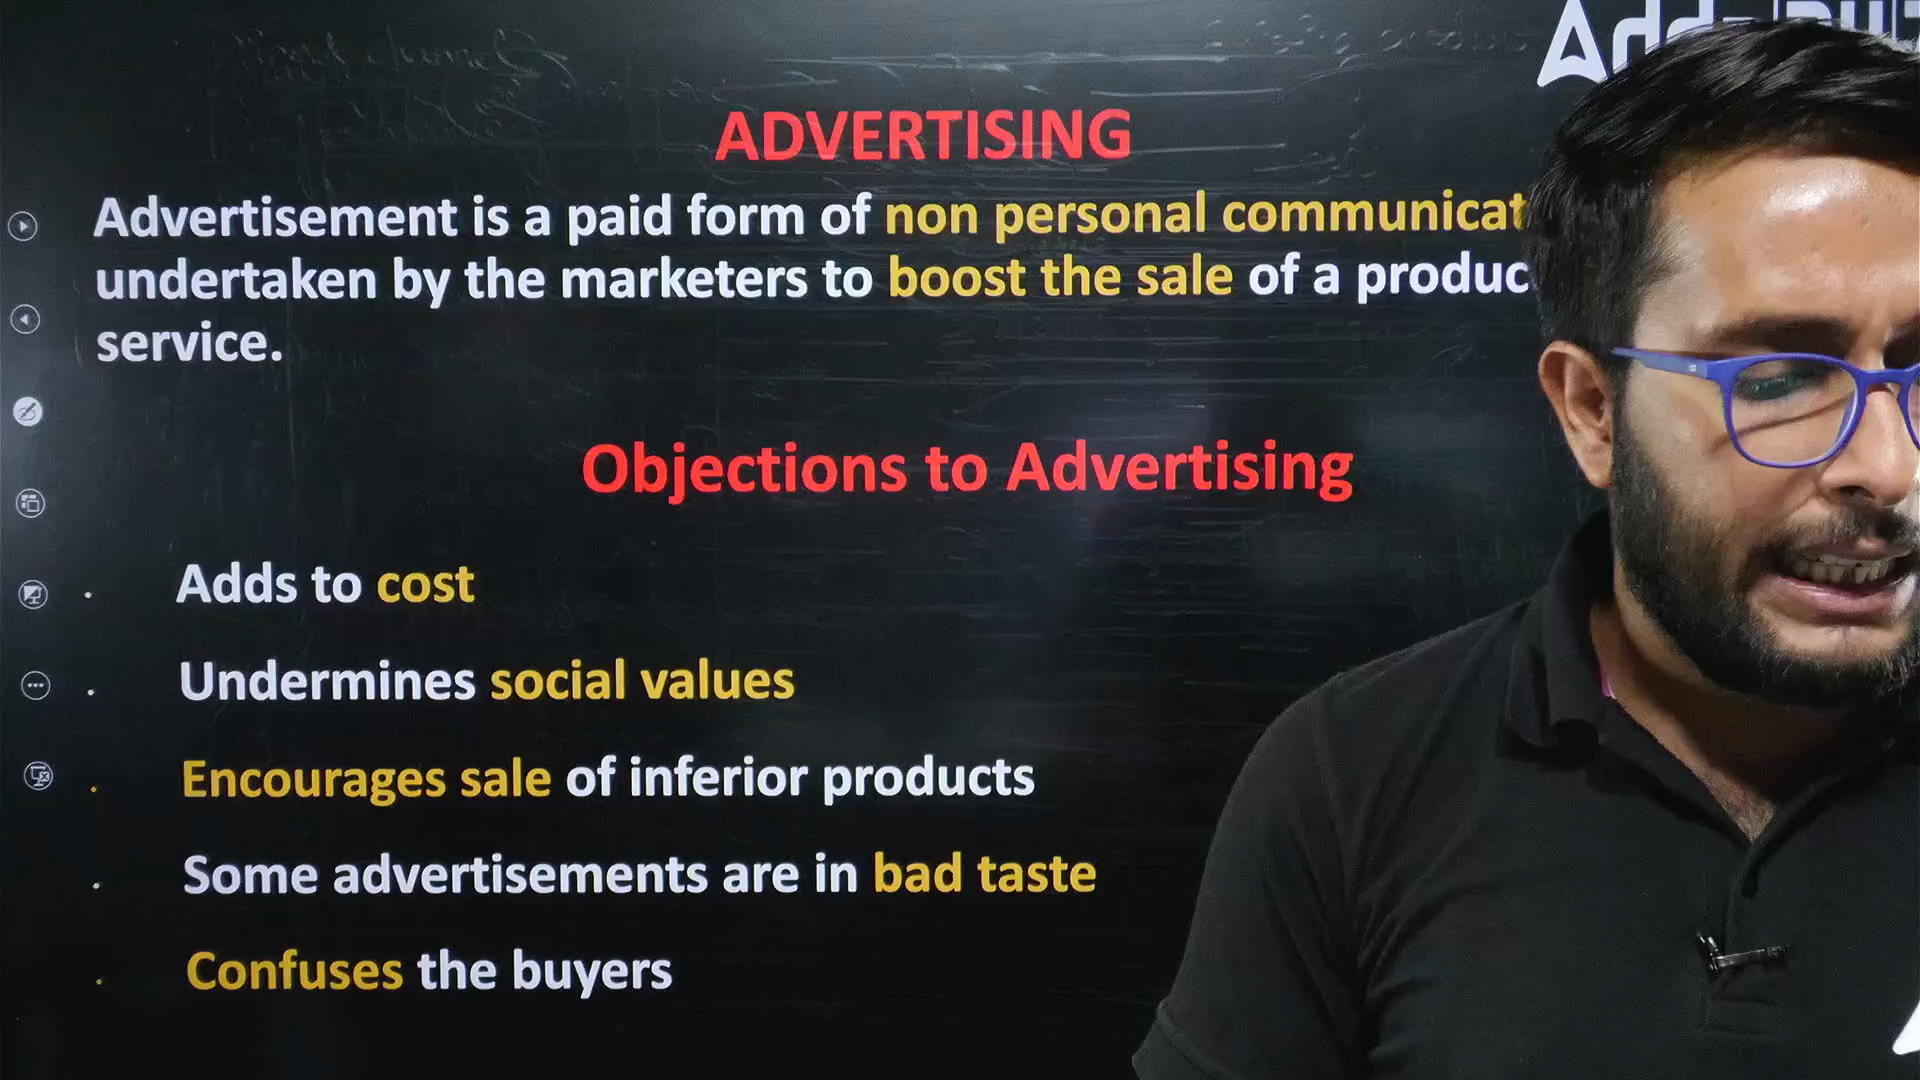 ADVERTISING
Advertisement is a paid form of non personal communicat
undertaken by the marketers to boost the sale of a produc
service.
Objections to Advertising
. Adds to cost
. Undermines social values
. Encourages sale of inferior products
. Some advertisements are in bad taste
. Confuses the buyers